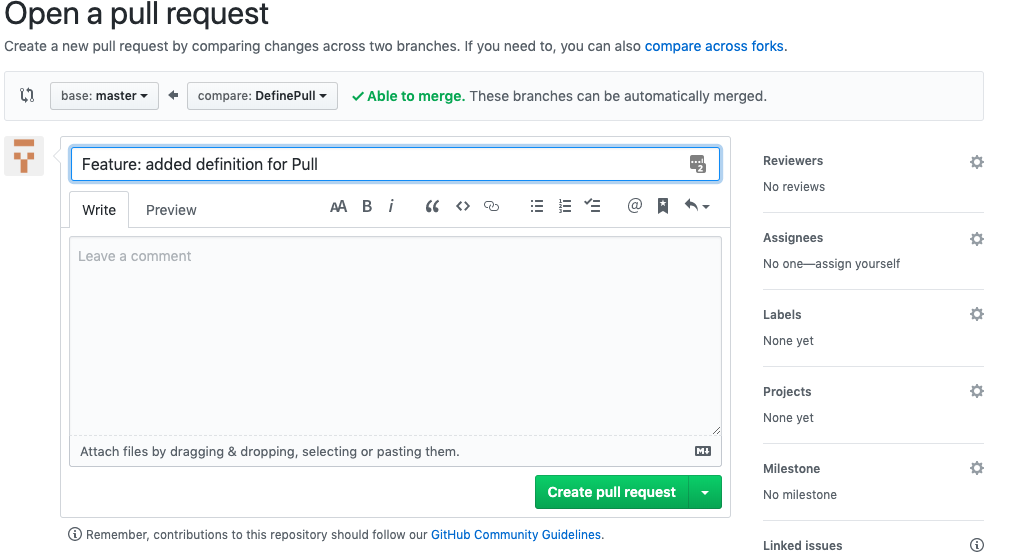 Open a pull request
Create a new pull request by comparing changes across two branches. If you need to, you can also compare across forks.
base: master
compare: DefinePull
Able to merge. These branches can be automatically merged.
Feature: added definition for Pull
2
Write
Preview
AA B i
@
Leave a comment
Attach files by dragging & dropping, selecting or pasting them.
Create pull request
Remember, contributions to this repository should follow our GitHub Community Guidelines.
Reviewers
No reviews
Assignees
No one—assign yourself
Labels
None yet
Projects
None yet
Milestone
No milestone
Linked issues